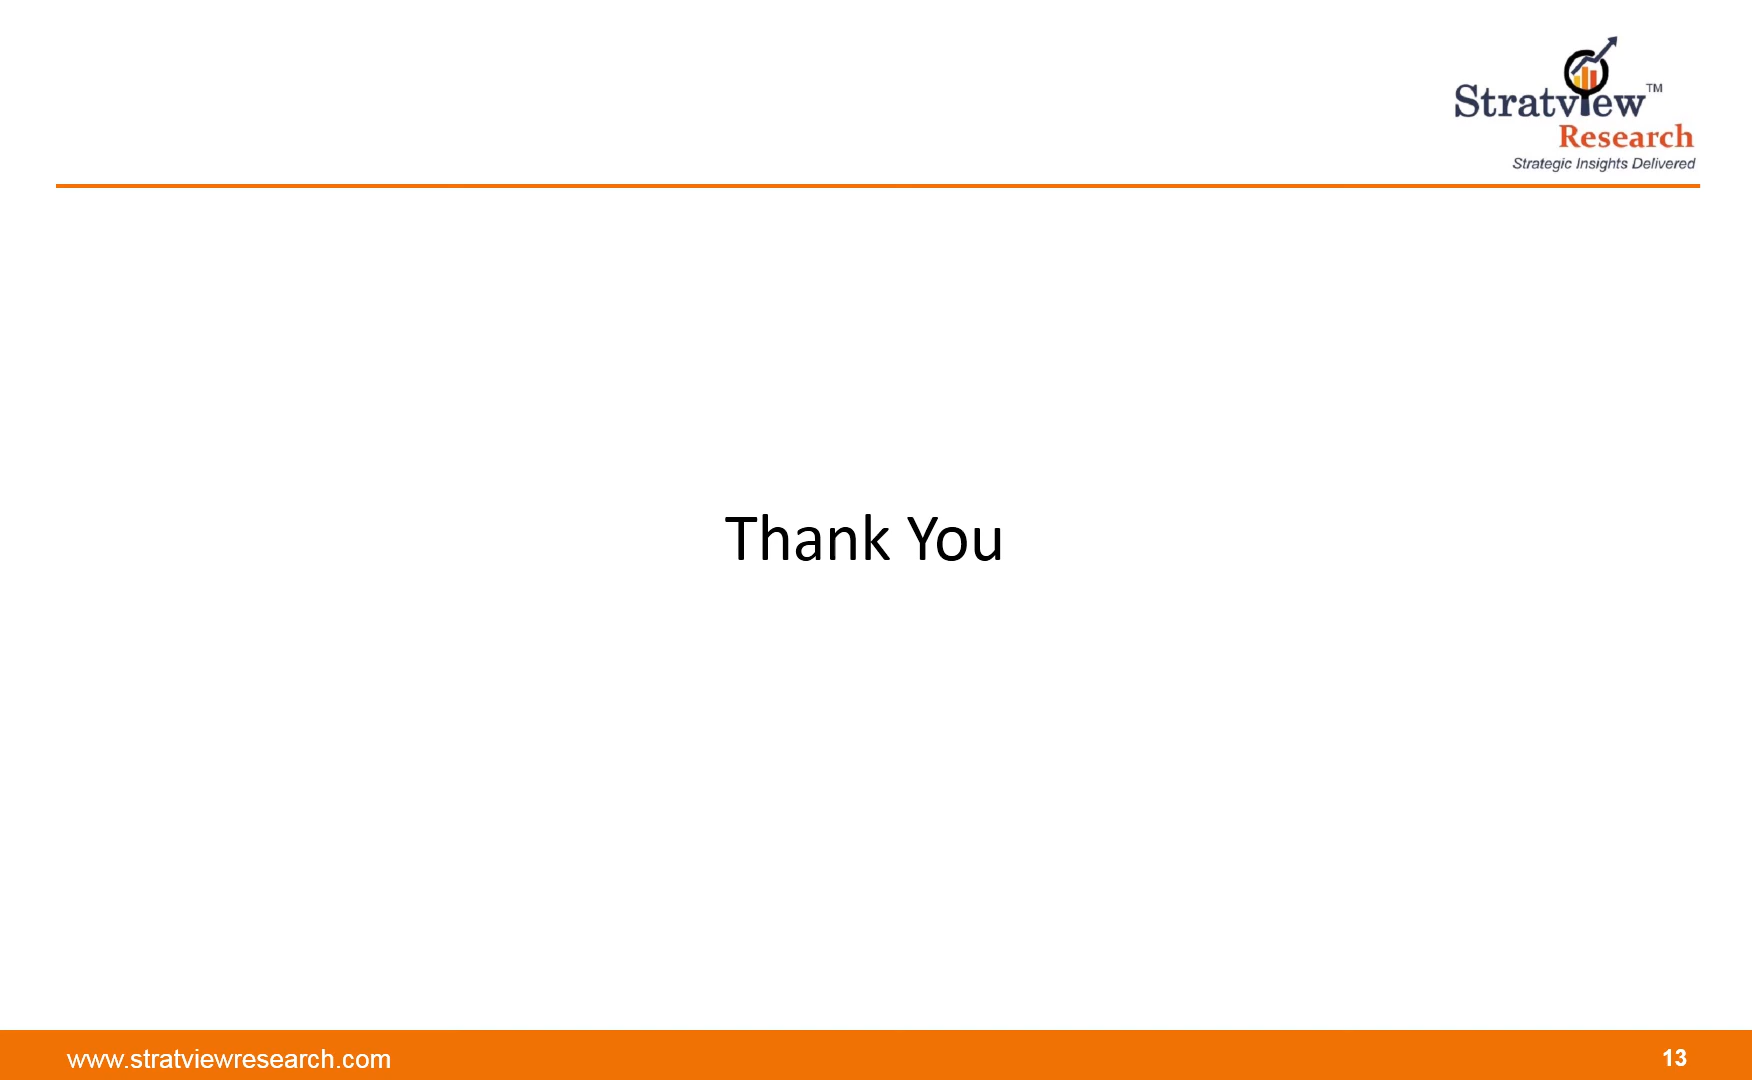 Stratview™
Research
Strategic Insights Delivered
Thank You
www.stratviewresearch.com
13